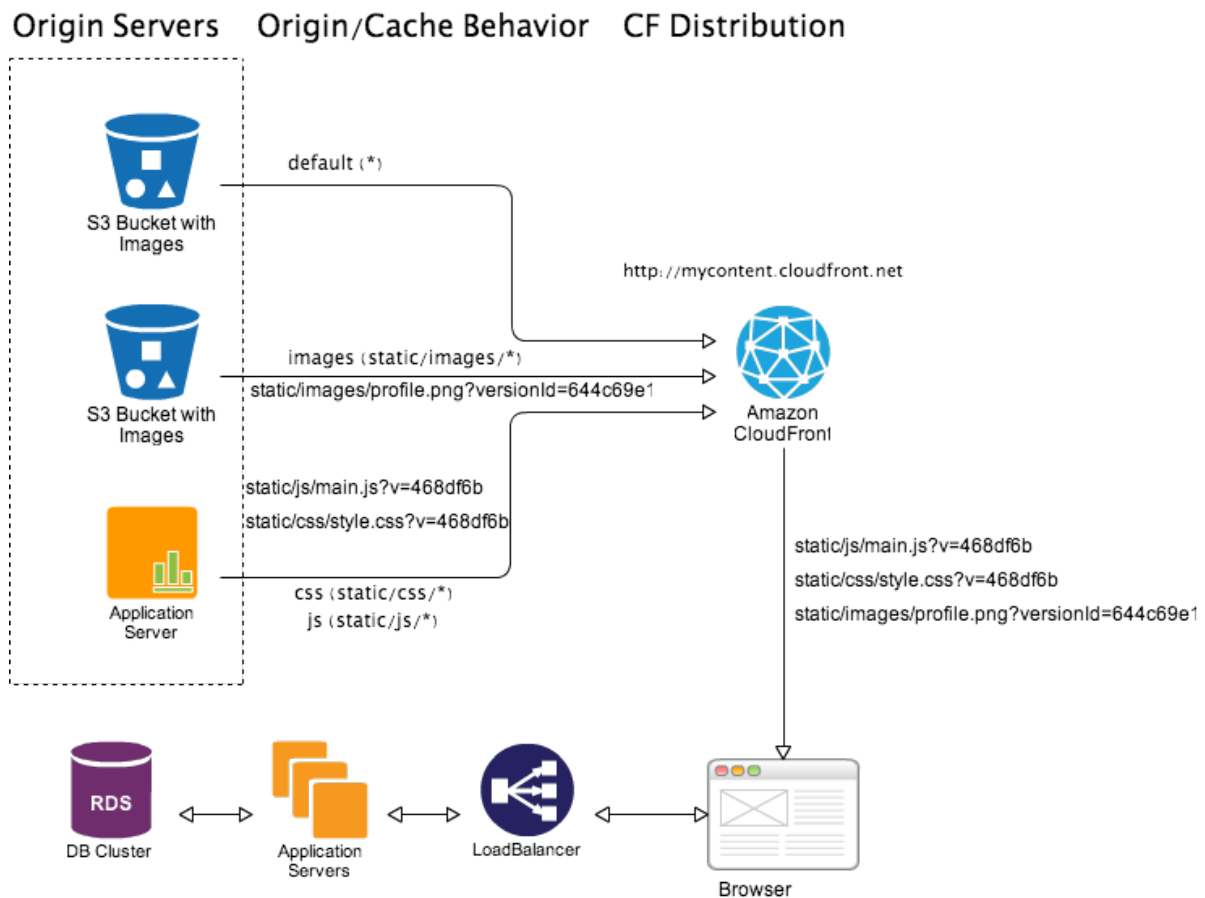 Origin Servers
Origin/Cache Behavior
CF Distribution
default (*)
S3 Bucket with
Images
http://mycontent.cloudfront.net
images (static/images/*)
static/images/profile.png?versionId=644c69e1
S3 Bucket with
Images
Amazon
CloudFront
static/js/main.js?v=468df6b
static/css/style.css?v=468df6b
css (static/css/*)
js (static/js/*)
Application
Server
static/js/main.js?v=468df6b
static/css/style.css?v=468df6b
static/images/profile.png?versionId=644c69e1
RDS
DB Cluster
Application
Servers
LoadBalancer
Browser